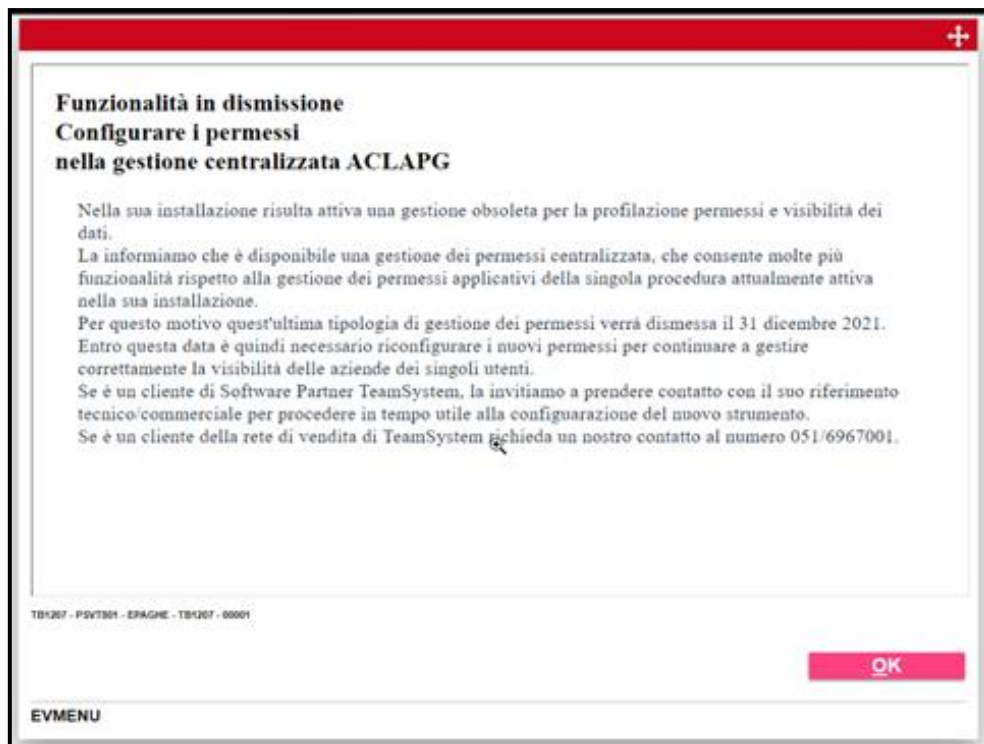 Funzionalità in dismissione
Configurare i permessi
nella gestione centralizzata ACLAPG
Nella sua installazione risulta attiva una gestione obsoleta per la profilazione permessi e visibilità dei
dati.
La informiamo che è disponibile una gestione dei permessi centralizzata, che consente molte più
funzionalità rispetto alla gestione dei permessi applicativi della singola procedura attualmente attiva
nella sua installazione.
Per questo motivo quest'ultima tipologia di gestione dei permessi verrà dismessa il 31 dicembre 2021.
Entro questa data è quindi necessario riconfigurare i nuovi permessi per continuare a gestire
correttamente la visibilità delle aziende dei singoli utenti.
Se è un cliente di Software Partner TeamSystem, la invitiamo a prendere contatto con il suo riferimento
tecnico/commerciale per procedere in tempo utile alla configuarazione del nuovo strumento.
Se è un cliente della rete di vendita di TeamSystem richieda un nostro contatto al numero 051/6967001.
TB1207 - PSVT801 - EPAGHE - TB1207 - 00001
OK
EVMENU